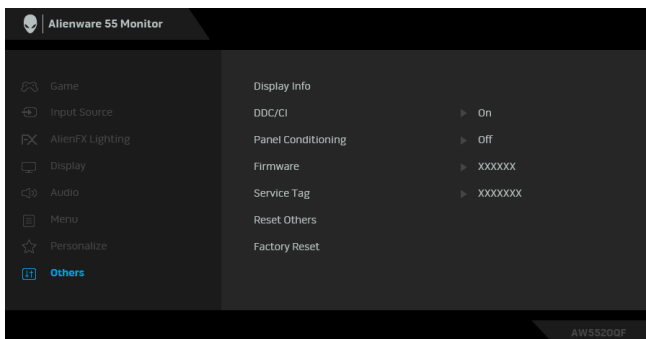 Alienware 55 Monitor
Game
Input Source
AlienFX Lighting
Display
Audio
Menu
Personalize
Others
Display Info
DDC/CI On
Panel Conditioning Off
Firmware XXXXXX
Service Tag XXXXXXX
Reset Others
Factory Reset
AW5520QF